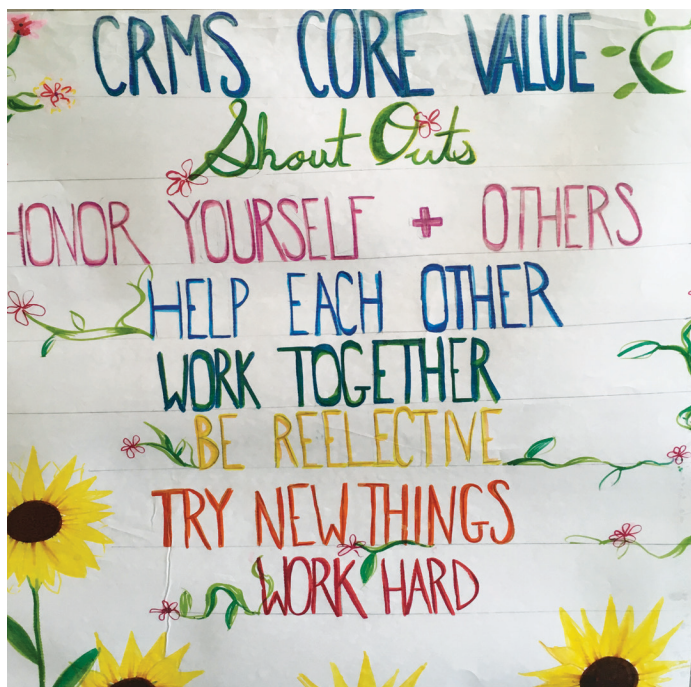 CRMS CORE VALUE
Shout Outs
HONOR YOURSELF + OTHERS
HELP EACH OTHER
WORK TOGETHER
BE REELECTIVE
TRY NEW THINGS
WORK HARD